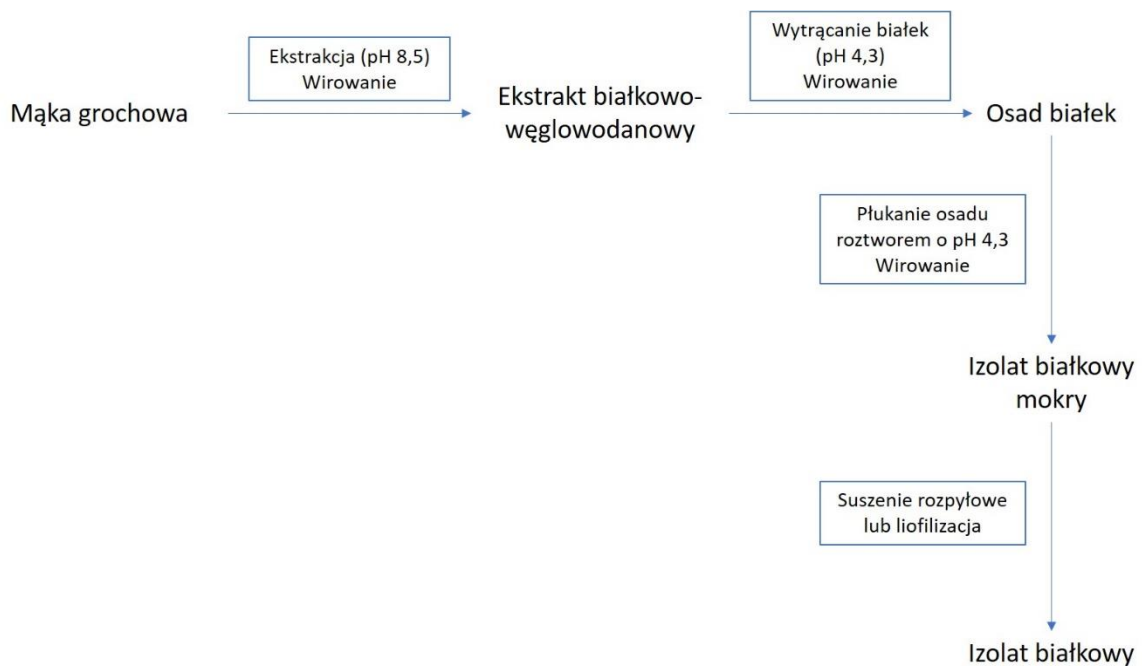 Mąka grochowa
Ekstrakcja (pH 8,5)
Wirowanie
Ekstrakt białkowo-
węglowodanowy
Wytrącanie białek
(pH 4,3)
Wirowanie
Osad białek
Płukanie osadu
roztworem o pH 4,3
Wirowanie
Izolat białkowy
mokry
Suszenie rozpyłowe
lub liofilizacja
Izolat białkowy